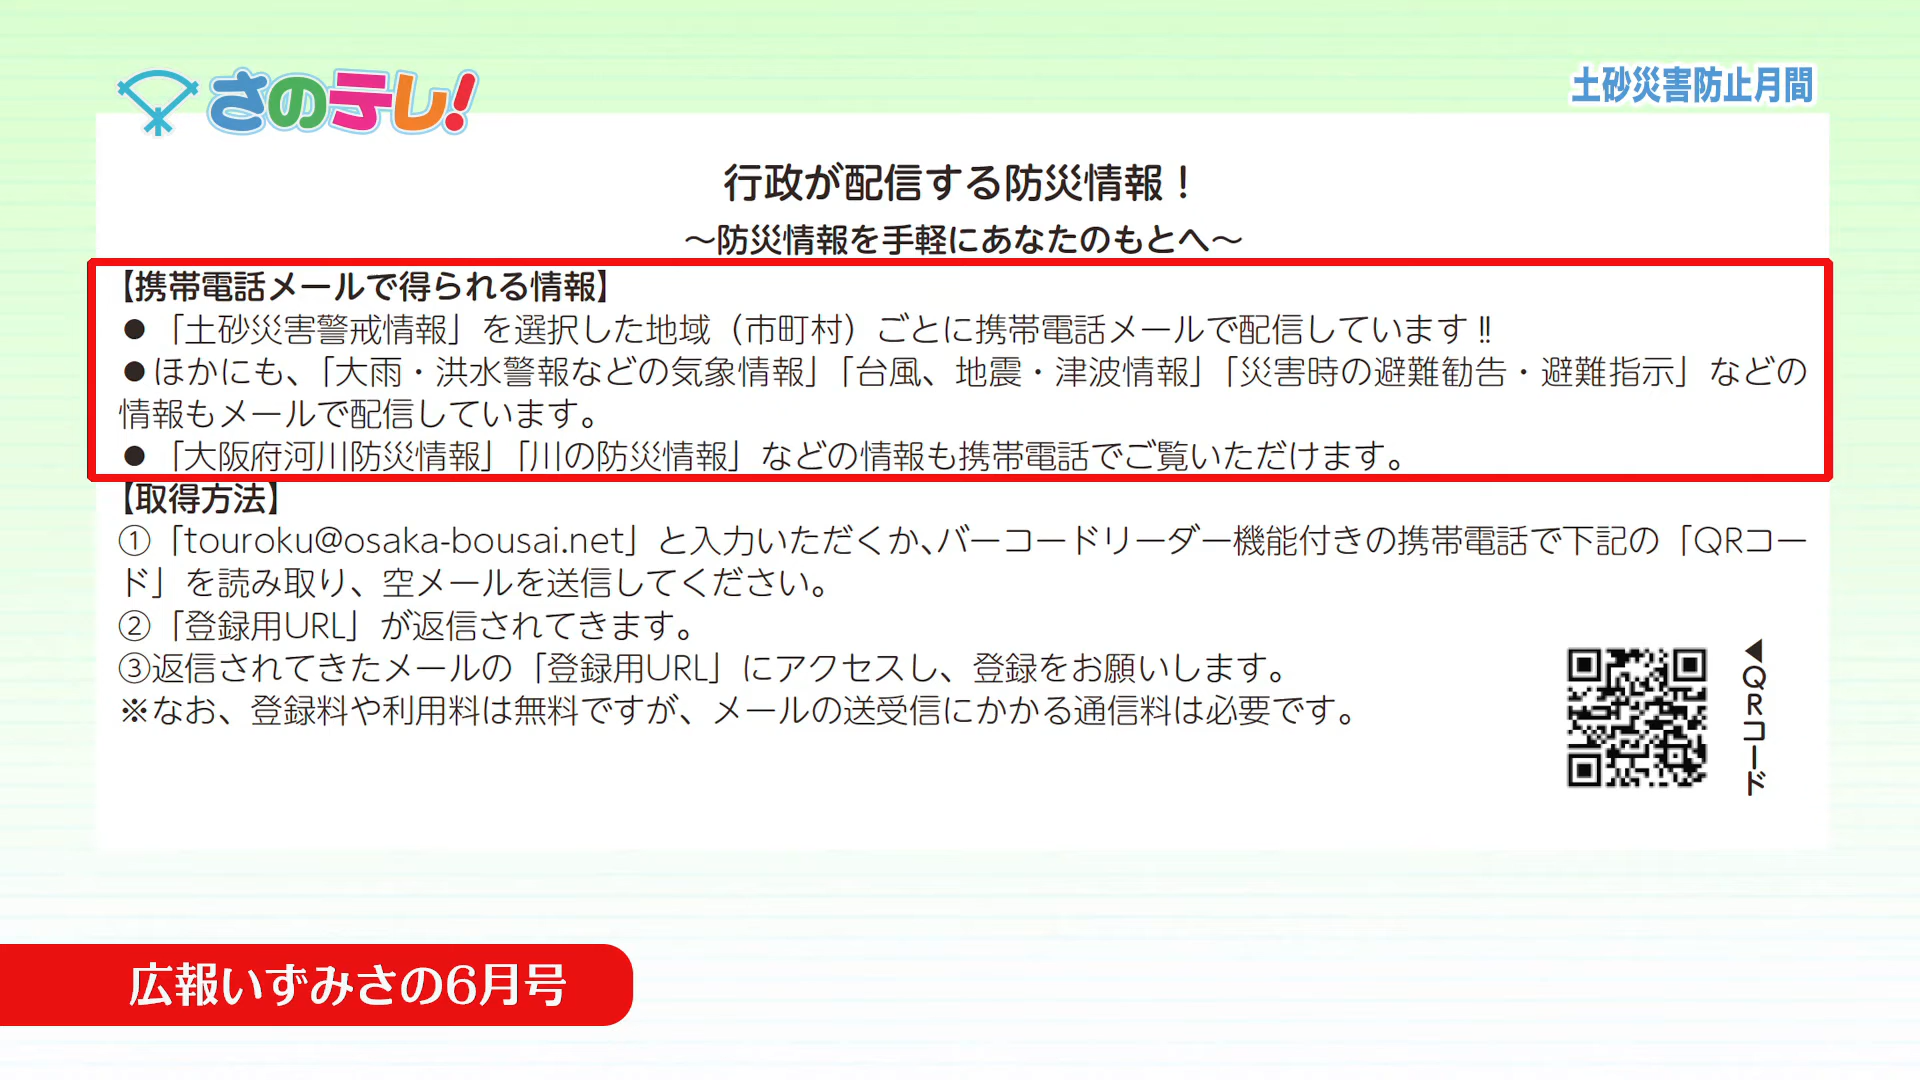 さのテレ!
土砂災害防止月間
行政が配信する防災情報！
～防災情報を手軽にあなたのもとへ～
【携帯電話メールで得られる情報】
●「土砂災害警戒情報」を選択した地域（市町村）ごとに携帯電話メールで配信しています!!
●ほかにも、「大雨・洪水警報などの気象情報」「台風、地震・津波情報」「災害時の避難勧告・避難指示」などの
情報もメールで配信しています。
●「大阪府河川防災情報」「川の防災情報」などの情報も携帯電話でご覧いただけます。
【取得方法】
①「touroku@osaka-bousai.net」と入力いただくか、バーコードリーダー機能付きの携帯電話で下記の「QRコー
ド」を読み取り、空メールを送信してください。
②「登録用URL」が返信されてきます。
③返信されてきたメールの「登録用URL」にアクセスし、登録をお願いします。
※なお、登録料や利用料は無料ですが、メールの送受信にかかる通信料は必要です。
◀QRコード
広報いずみさの6月号